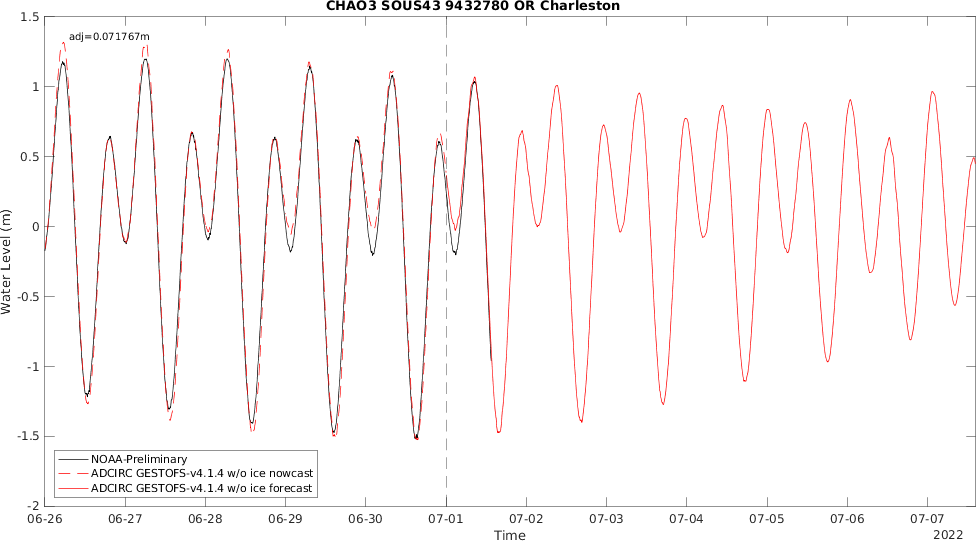 CHAO3 SOUS43 9432780 OR Charleston
adj=0.071767m
1.5
1
0.5
0
-0.5
-1
-1.5
-2
Water Level (m)
NOAA-Preliminary
ADCIRC GESTOFS-v4.1.4 w/o ice nowcast
ADCIRC GESTOFS-v4.1.4 w/o ice forecast
06-26 06-27 06-28 06-29 06-30 07-01 07-02 07-03 07-04 07-05 07-06 07-07
Time
2022